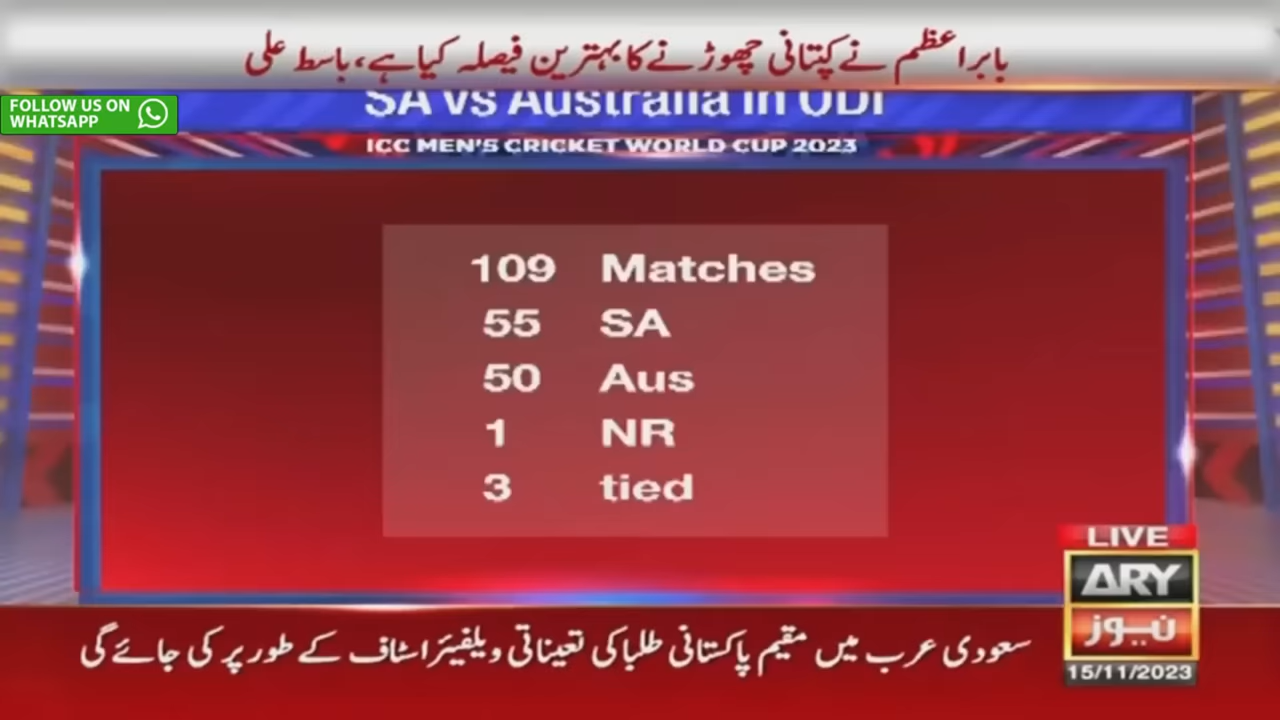 بابر اعظم نے کپتانی چھوڑنے کا بہترین فیصلہ کیا ہے، باسط علی
FOLLOW US ON
WHATSAPP
SA vs Australia in ODI
ICC MEN'S CRICKET WORLD CUP 2023
109 Matches
55 SA
50 Aus
1 NR
3 tied
LIVE
ARY
نیوز
سعودی عرب میں مقیم پاکستانی طلبا کی تعیناتی ویلفیئر اسٹاف کے طور پر کی جائے گی
15/11/2023